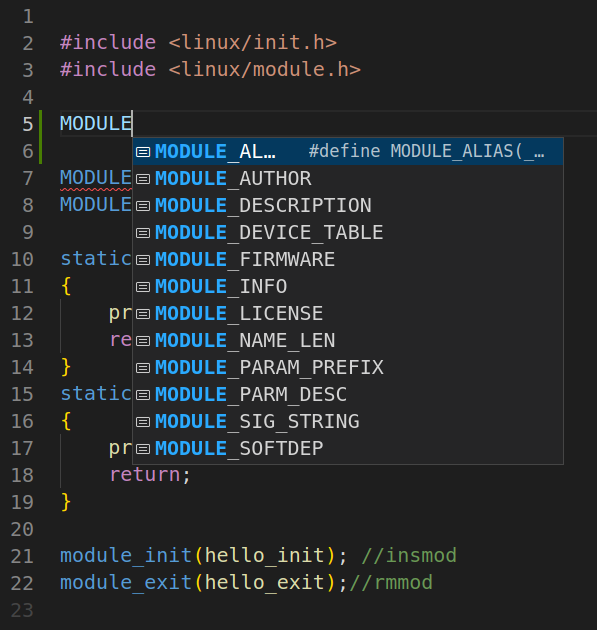 1
2 #include <linux/init.h>
3 #include <linux/module.h>
4
5 MODULE
6 MODULE_AL… #define MODULE_ALIAS(_…
7 MODULE MODULE_AUTHOR
8 MODULE MODULE_DESCRIPTION
9 MODULE_DEVICE_TABLE
10 static MODULE_FIRMWARE
11 { MODULE_INFO
12 pr MODULE_LICENSE
13 re MODULE_NAME_LEN
14 } MODULE_PARAM_PREFIX
15 static MODULE_PARM_DESC
16 { MODULE_SIG_STRING
17 pr MODULE_SOFTDEP
18 return;
19 }
20
21 module_init(hello_init); //insmod
22 module_exit(hello_exit);//rmmod
23